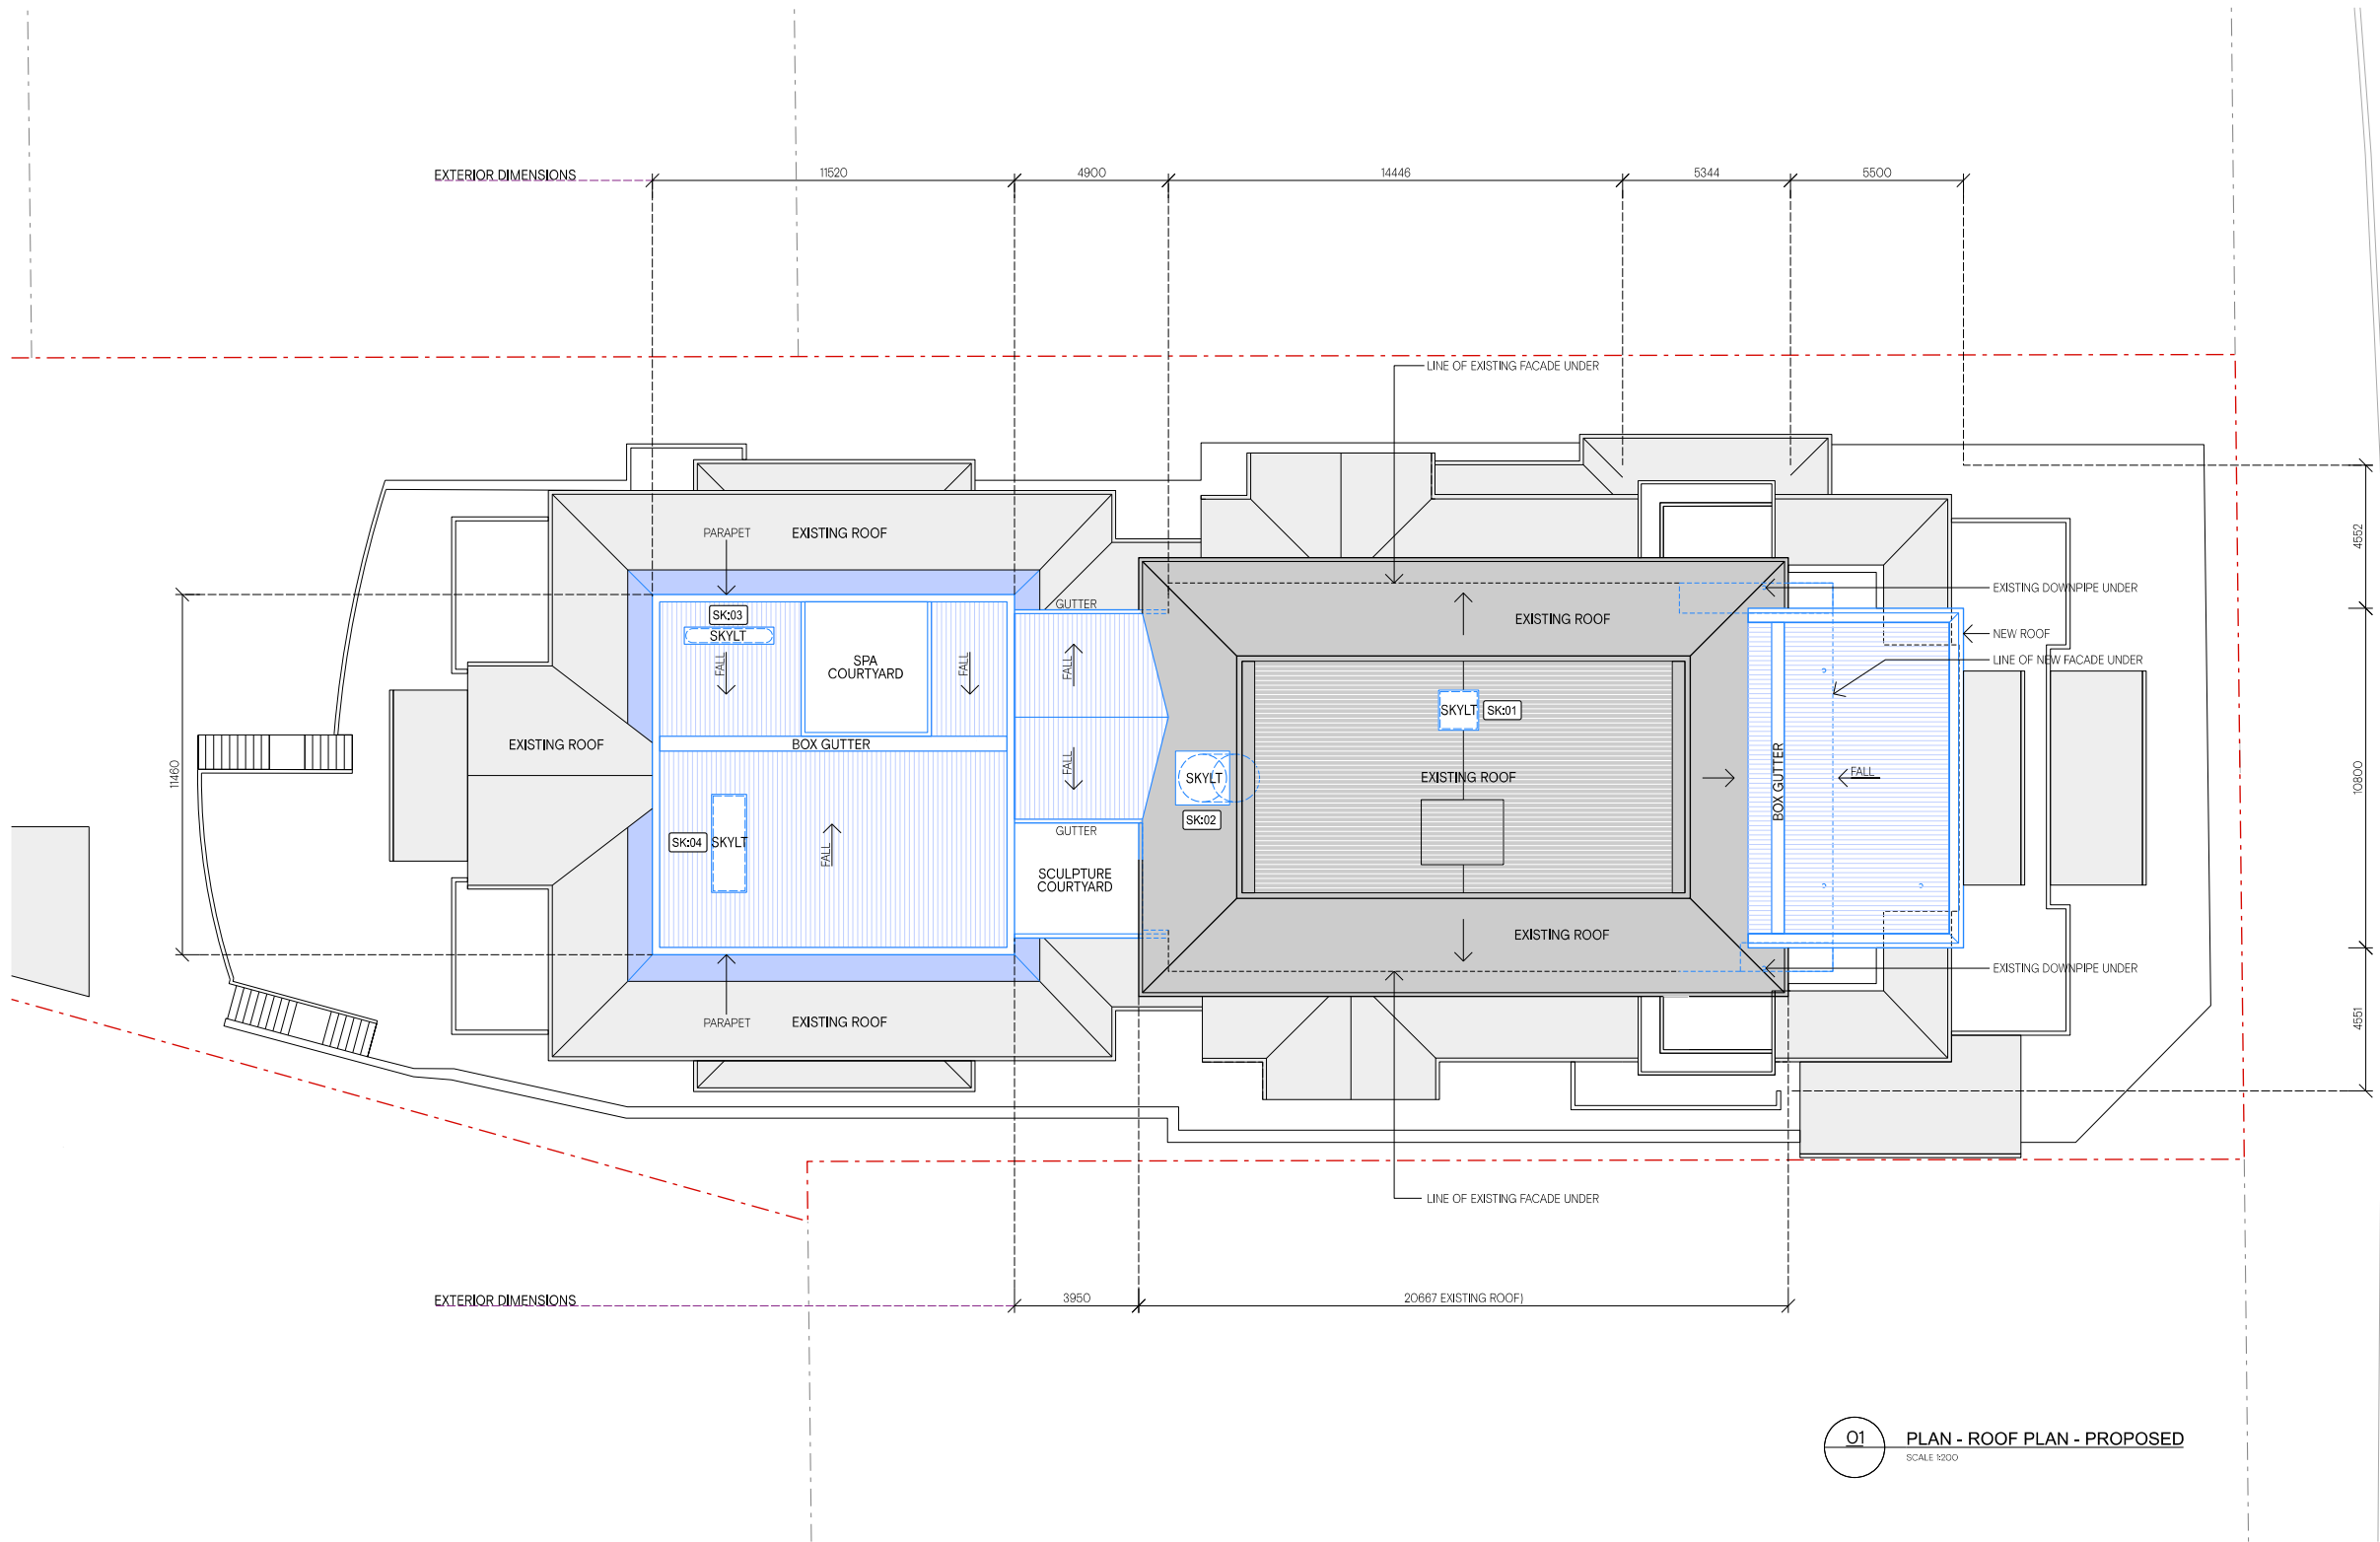 EXTERIOR DIMENSIONS
11520
4900
14446
5344
5500
LINE OF EXISTING FACADE UNDER
PARAPET
EXISTING ROOF
4552
EXISTING DOWNPIPE UNDER
GUTTER
SK:03
SKYLT
EXISTING ROOF
NEW ROOF
SPA
COURTYARD
FALL
FALL
FALL
LINE OF NEW FACADE UNDER
SKYLT
SK:01
EXISTING ROOF
BOX GUTTER
11460
FALL
SKYLT
EXISTING ROOF
BOX GUTTER
FALL
10800
SK:02
GUTTER
SK:04
SKYLT
FALL
SCULPTURE
COURTYARD
EXISTING ROOF
EXISTING DOWNPIPE UNDER
PARAPET
EXISTING ROOF
4551
LINE OF EXISTING FACADE UNDER
EXTERIOR DIMENSIONS
3950
20667 EXISTING ROOF)
01
PLAN - ROOF PLAN - PROPOSED
SCALE 1:200